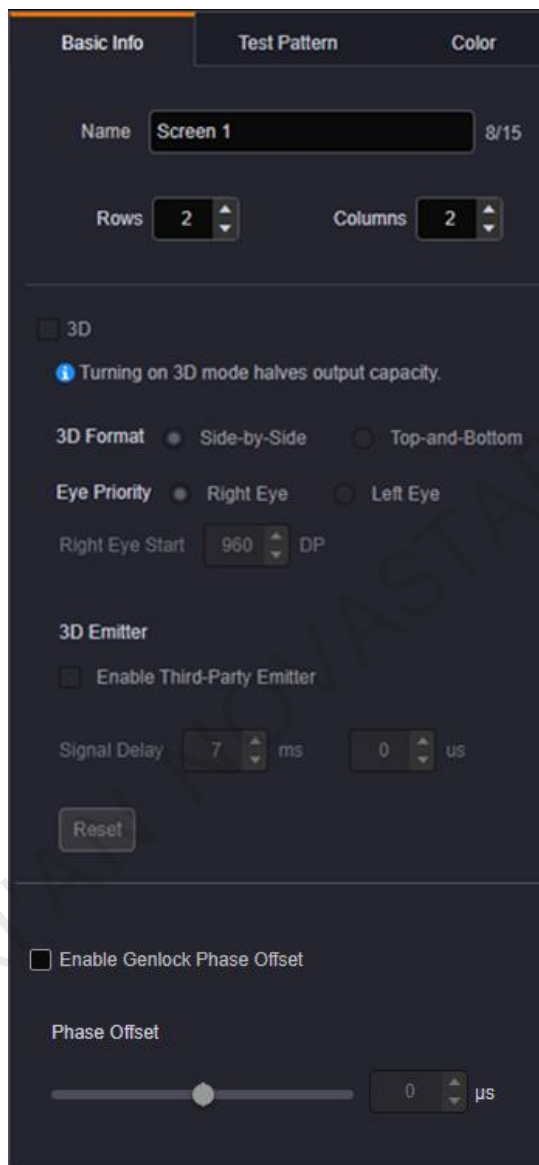 Basic Info Test Pattern Color
Name Screen 1 8/15
Rows 2 Columns 2
3D
Turning on 3D mode halves output capacity.
3D Format Side-by-Side Top-and-Bottom
Eye Priority Right Eye Left Eye
Right Eye Start 960 DP
3D Emitter
Enable Third-Party Emitter
Signal Delay 7 ms 0 us
Reset
Enable Genlock Phase Offset
Phase Offset
0 μs